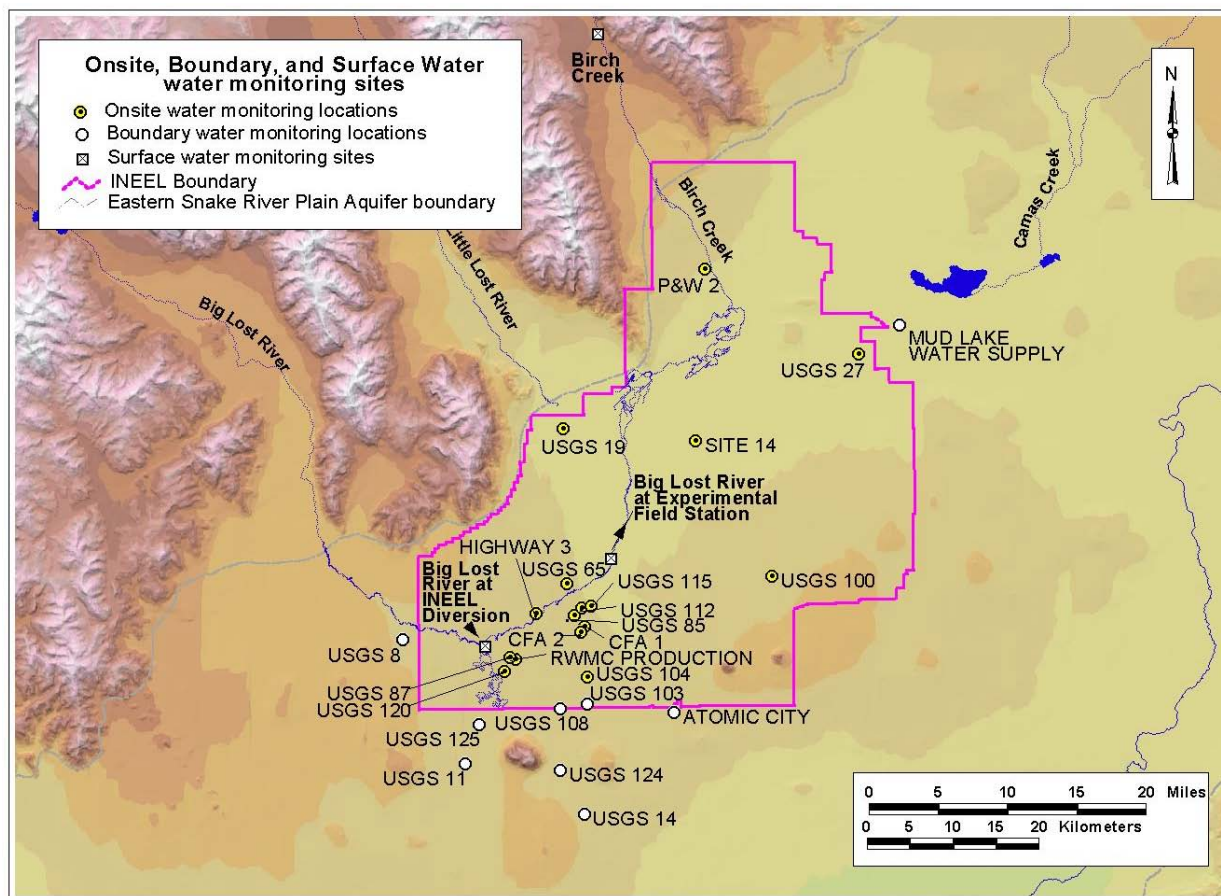 Onsite, Boundary, and Surface Water
water monitoring sites
Onsite water monitoring locations
Boundary water monitoring locations
Surface water monitoring sites
INEEL Boundary
Eastern Snake River Plain Aquifer boundary
Birch
Creek
N
Camas Creek
Birch Creek
Little Lost River
Big Lost River
P&W 2
MUD LAKE
WATER SUPPLY
USGS 27
USGS 19
SITE 14
Big Lost River
at Experimental
Field Station
HIGHWAY 3
USGS 65
Big Lost
River at
INEEL
Diversion
USGS 115
USGS 100
USGS 112
USGS 85
CFA 2
CFA 1
USGS 8
RWMC PRODUCTION
USGS 87
USGS 104
USGS 120
USGS 103
USGS 108
ATOMIC CITY
USGS 125
USGS 11
USGS 124
USGS 14
0 5 10 15 20 Miles
0 5 10 15 20 Kilometers